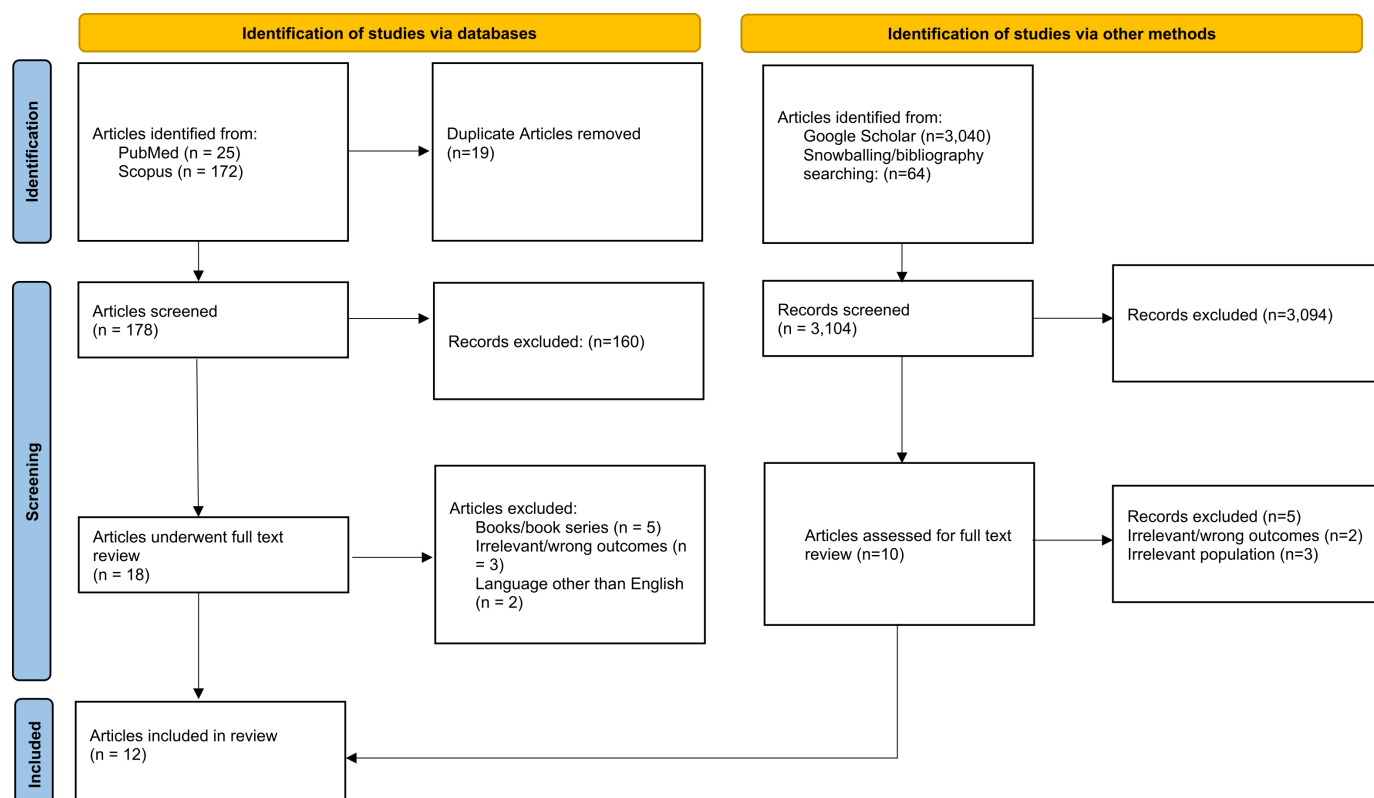 Identification of studies via databases
Identification of studies via other methods
Identification
Articles identified from:
PubMed (n = 25)
Scopus (n = 172)
Duplicate Articles removed
(n=19)
Articles identified from:
Google Scholar (n=3,040)
Snowballing/bibliography
searching: (n=64)
Screening
Articles screened
(n = 178)
Records excluded: (n=160)
Records screened
(n = 3,104)
Records excluded (n=3,094)
Articles underwent full text
review
(n = 18)
Articles excluded:
Books/book series (n = 5)
Irrelevant/wrong outcomes (n
= 3)
Language other than English
(n = 2)
Articles assessed for full text
review (n=10)
Records excluded (n=5)
Irrelevant/wrong outcomes (n=2)
Irrelevant population (n=3)
Included
Articles included in review
(n = 12)